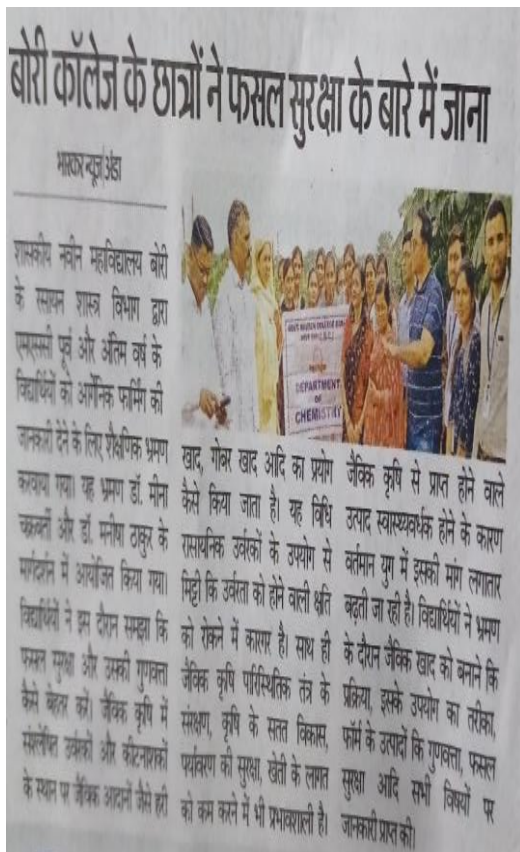 बोरी कॉलेज के छात्रों ने फसल सुरक्षा के बारे में जाना
भास्कर न्यूज | अंडा
शासकीय नवीन महाविद्यालय बोरी
के रसायन शास्त्र विभाग द्वारा
एमएससी पूर्व और अंतिम वर्ष के
विद्यार्थियों को आर्गेनिक फार्मिंग की
जानकारी देने के लिए शैक्षणिक भ्रमण
करवाया गया। यह भ्रमण डॉ. मीना
चक्रवर्ती और डॉ. मनीषा ठाकुर के
मार्गदर्शन में आयोजित किया गया।
विद्यार्थियों ने इस दौरान समझा कि
फसल सुरक्षा और उसकी गुणवत्ता
कैसे बेहतर करें। जैविक कृषि में
संश्लेषित उर्वरकों और कीटनाशकों
के स्थान पर जैविक आदानों जैसे हरी
GOVT NAVEEN COLLEGE
DEPARTMENT
OF
CHEMISTRY
खाद, गोबर खाद आदि का प्रयोग
कैसे किया जाता है। यह विधि
रासायनिक उर्वरकों के उपयोग से
मिट्टी कि उर्वरता को होने वाली क्षति
को रोकने में कारगर है। साथ ही
जैविक कृषि पारिस्थितिक तंत्र के
संरक्षण, कृषि के सतत विकास,
पर्यावरण की सुरक्षा, खेती के लागत
को कम करने में भी प्रभावशाली है।
जैविक कृषि से प्राप्त होने वाले
उत्पाद स्वास्थ्यवर्धक होने के कारण
वर्तमान युग में इसकी मांग लगातार
बढ़ती जा रही है। विद्यार्थियों ने भ्रमण
के दौरान जैविक खाद को बनाने कि
प्रक्रिया, इसके उपयोग का तरीका,
फॉर्म के उत्पादों कि गुणवत्ता, फसल
सुरक्षा आदि सभी विषयों पर
जानकारी प्राप्त की।